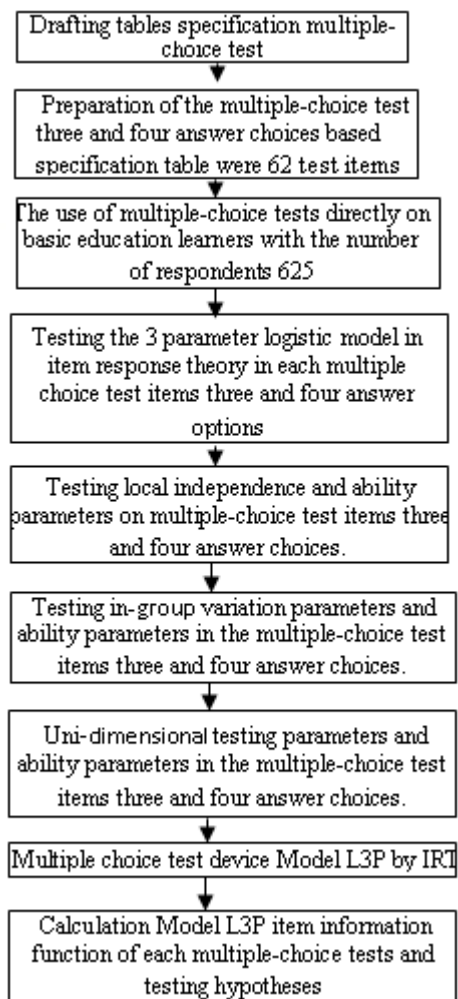 Drafting tables specification multiple-
choice test
Preparation of the multiple-choice test
three and four answer choices based
specification table were 62 test items
The use of multiple-choice tests directly on
basic education learners with the number
of respondents 625
Testing the 3 parameter logistic model in
item response theory in each multiple
choice test items three and four answer
options
Testing local independence and ability
parameters on multiple-choice test items three
and four answer choices.
Testing in-group variation parameters and
ability parameters in the multiple-choice test
items three and four answer choices.
Uni-dimensional testing parameters and
ability parameters in the multiple-choice test
items three and four answer choices.
Multiple choice test device Model L3P by IRT
Calculation Model L3P item information
function of each multiple-choice tests and
testing hypotheses